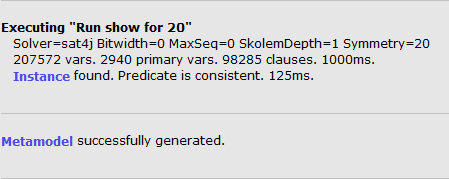 Executing "Run show for 20"
Solver=sat4j Bitwidth=0 MaxSeq=0 SkolemDepth=1 Symmetry=20
207572 vars. 2940 primary vars. 98285 clauses. 1000ms.
Instance found. Predicate is consistent. 125ms.
Metamodel successfully generated.